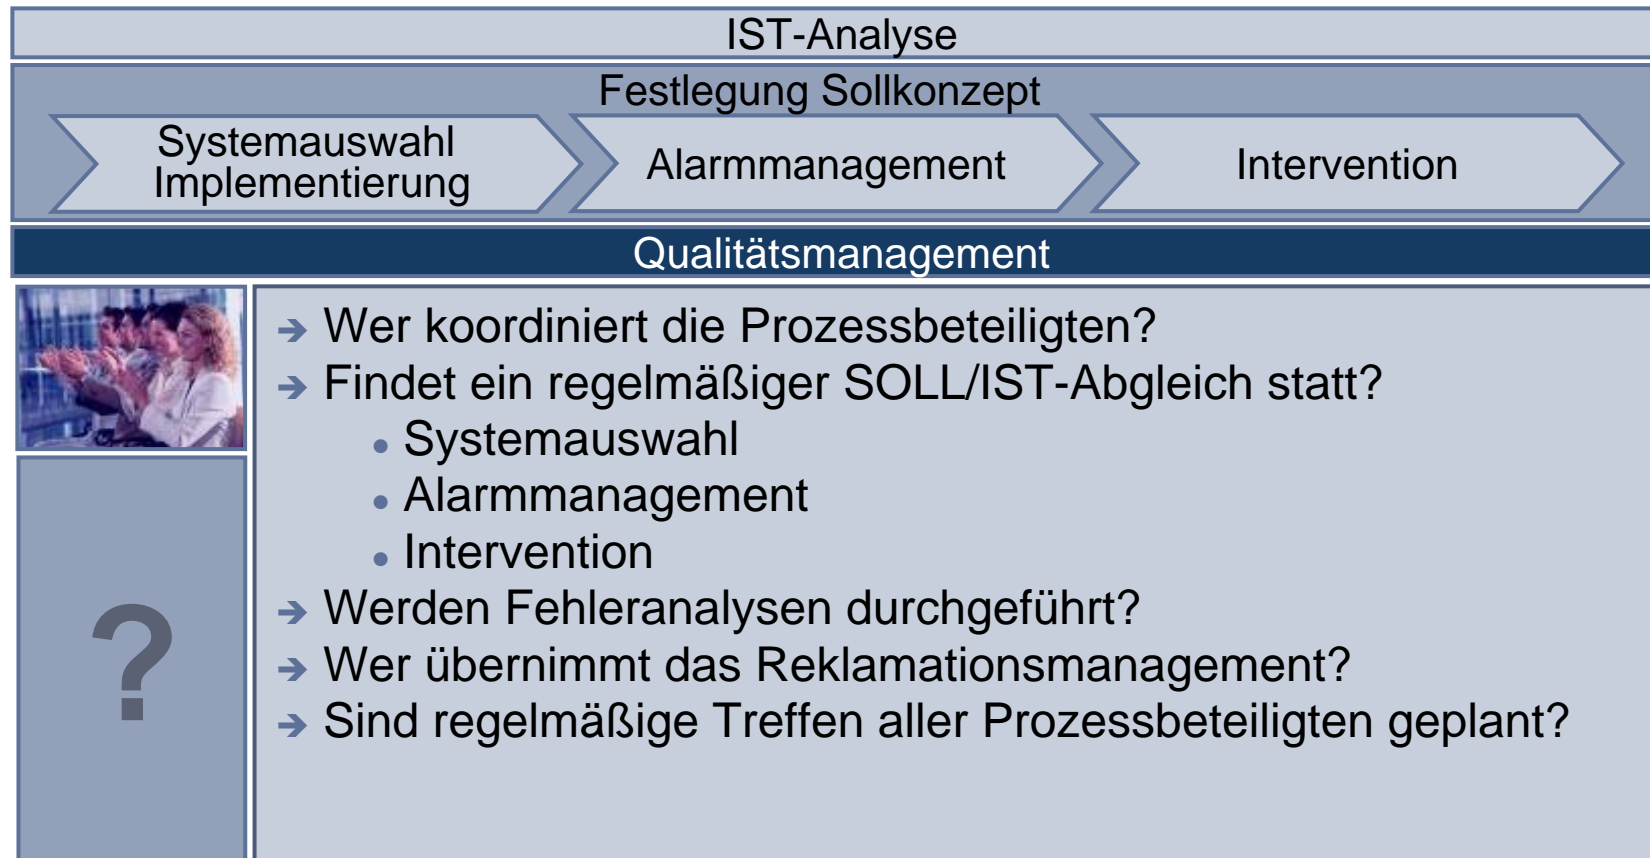 IST-Analyse
Festlegung Sollkonzept
Systemauswahl
Implementierung
Alarmmanagement
Intervention
Qualitätsmanagement
➔ Wer koordiniert die Prozessbeteiligten?
➔ Findet ein regelmäßiger SOLL/IST-Abgleich statt?
● Systemauswahl
● Alarmmanagement
● Intervention
➔ Werden Fehleranalysen durchgeführt?
➔ Wer übernimmt das Reklamationsmanagement?
➔ Sind regelmäßige Treffen aller Prozessbeteiligten geplant?
?